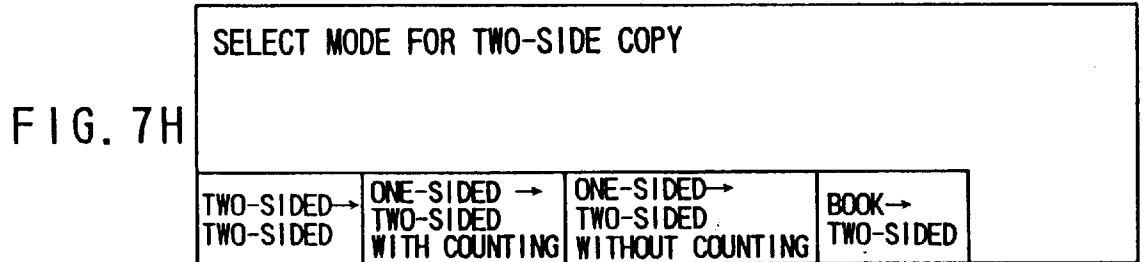 SELECT MODE FOR TWO-SIDE COPY
FIG. 7H
TWO-SIDED→
TWO-SIDED
ONE-SIDED →
TWO-SIDED
WITH COUNTING
ONE-SIDED→
TWO-SIDED
WITHOUT COUNTING
BOOK→
TWO-SIDED